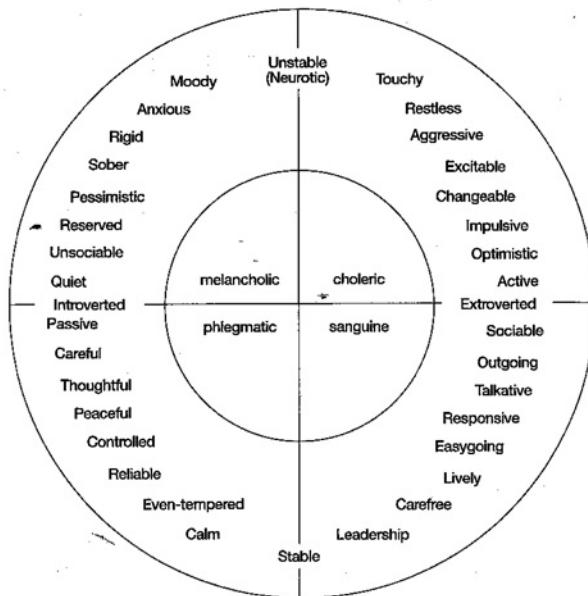 Unstable
(Neurotic)
Moody
Touchy
Anxious
Restless
Rigid
Aggressive
Sober
Excitable
Pessimistic
Changeable
Reserved
Impulsive
Unsociable
Optimistic
Quiet
melancholic
choleric
Active
Introverted
Extroverted
Passive
phlegmatic
sanguine
Sociable
Careful
Outgoing
Thoughtful
Talkative
Peaceful
Responsive
Controlled
Easygoing
Reliable
Lively
Even-tempered
Carefree
Calm
Leadership
Stable